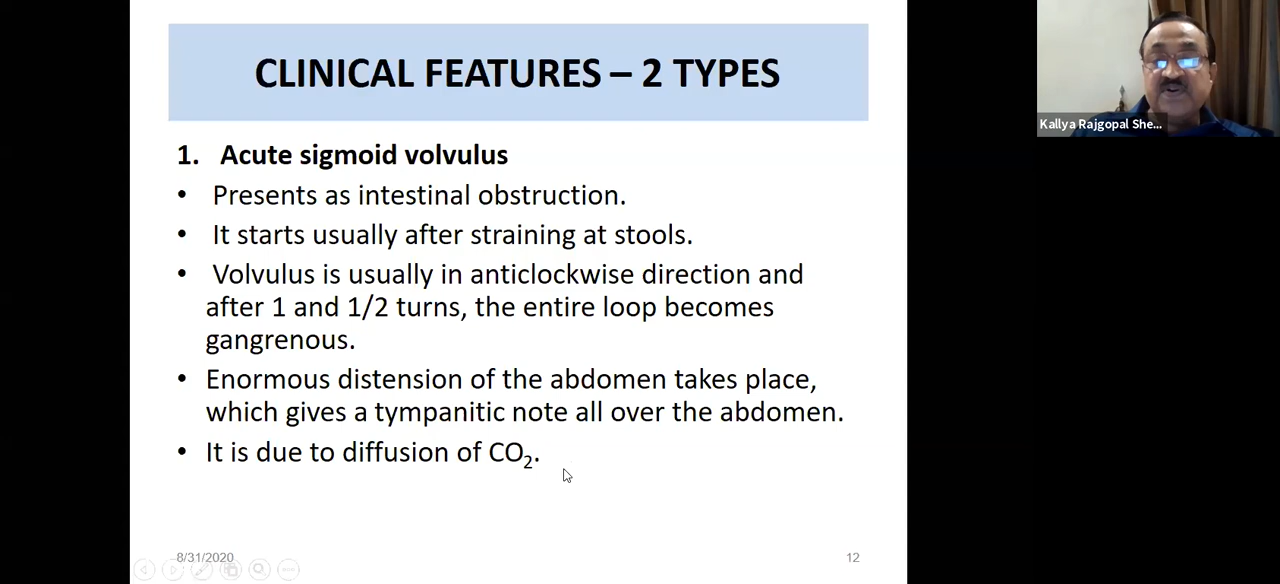 CLINICAL FEATURES – 2 TYPES
Kallya Rajgopal She...
1. Acute sigmoid volvulus
• Presents as intestinal obstruction.
• It starts usually after straining at stools.
• Volvulus is usually in anticlockwise direction and
after 1 and 1/2 turns, the entire loop becomes
gangrenous.
• Enormous distension of the abdomen takes place,
which gives a tympanitic note all over the abdomen.
• It is due to diffusion of CO₂.
8/31/2020
12